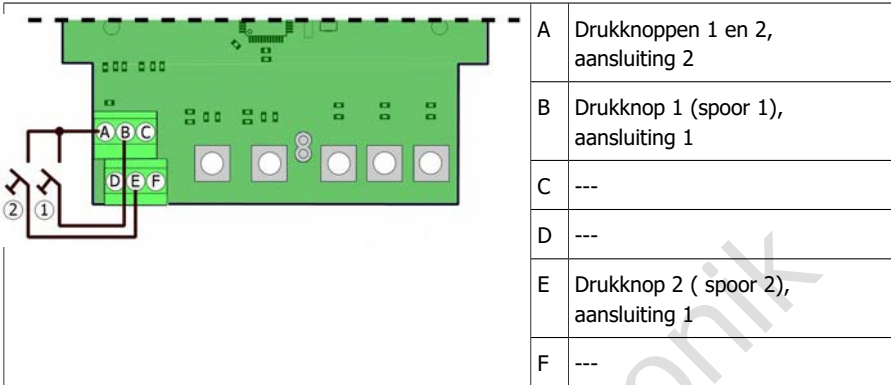 A B C
D E F
2 1
A Drukknoppen 1 en 2,
aansluiting 2
B Drukknop 1 (spoor 1),
aansluiting 1
C ---
D ---
E Drukknop 2 ( spoor 2),
aansluiting 1
F ---
onik